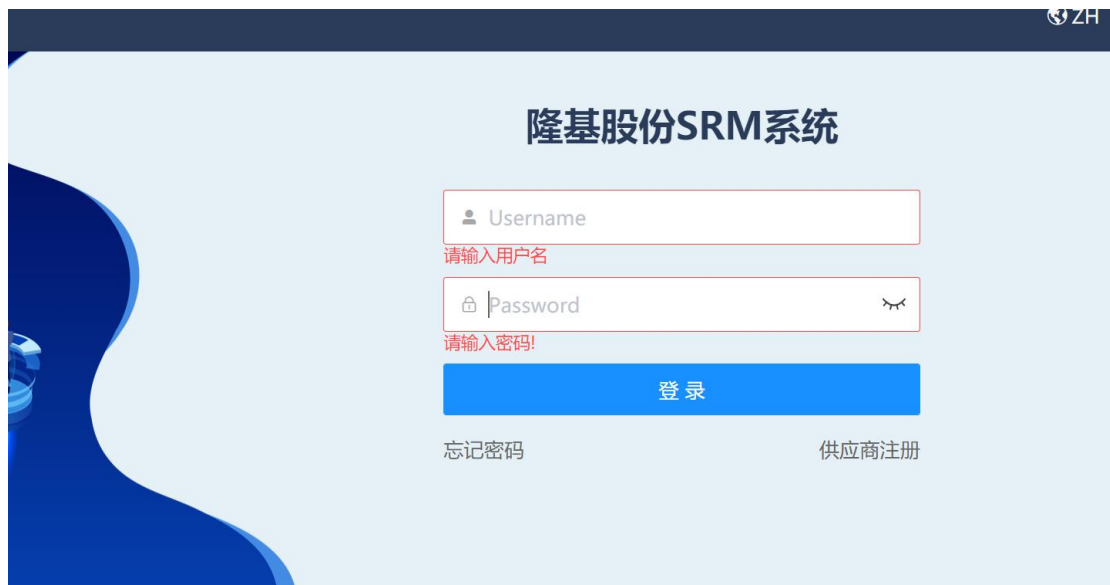 ZH
隆基股份SRM系统
Username
请输入用户名
Password
请输入密码!
登 录
忘记密码
供应商注册